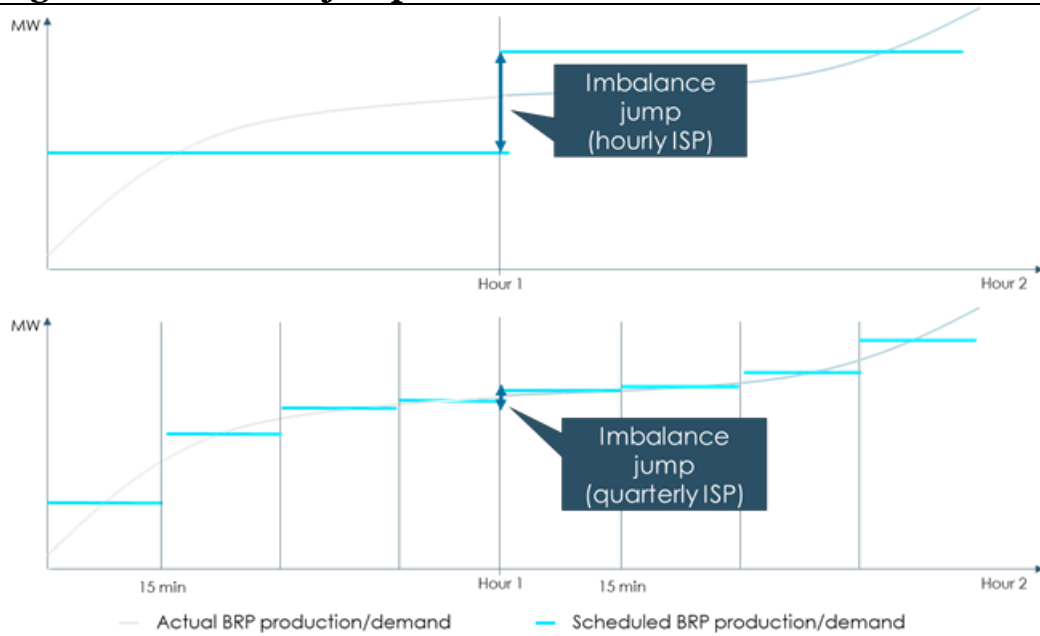 MW
Imbalance
jump
(hourly ISP)
Hour 1
Hour 2
MW
Imbalance
jump
(quarterly ISP)
15 min
Hour 1
15 min
Hour 2
Actual BRP production/demand
Scheduled BRP production/demand